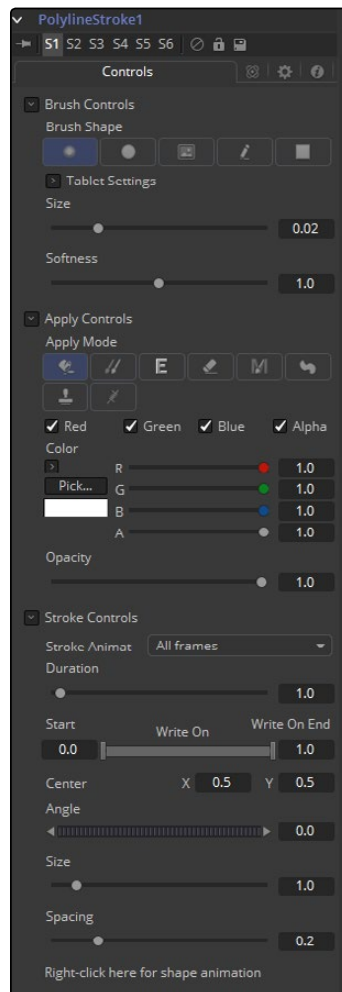 PolylineStroke1
S1 S2 S3 S4 S5 S6
Controls
Brush Controls
Brush Shape
Tablet Settings
Size
0.02
Softness
1.0
Apply Controls
Apply Mode
E M
Red Green Blue Alpha
Color
R 1.0
Pick... G 1.0
B 1.0
A 1.0
Opacity
1.0
Stroke Controls
Stroke Animat All frames
Duration
1.0
Start Write On Write On End
0.0 1.0
Center X 0.5 Y 0.5
Angle
0.0
Size
1.0
Spacing
0.2
Right-click here for shape animation